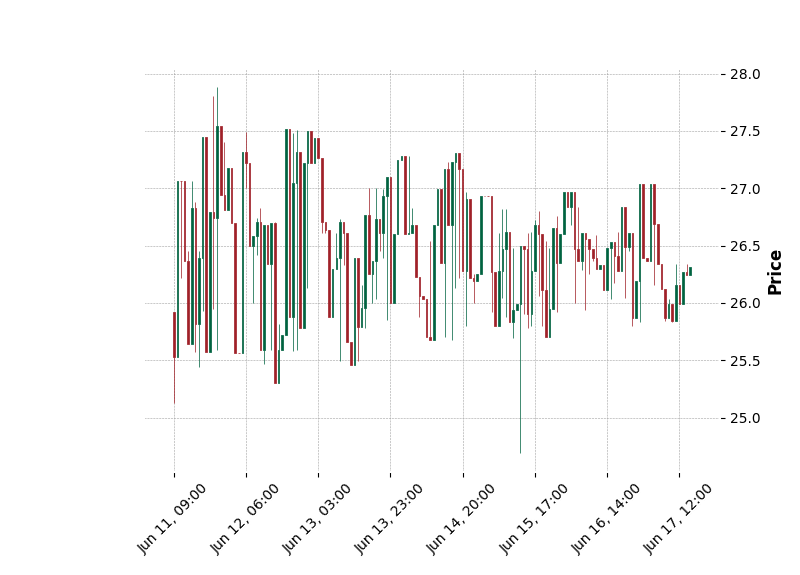 28.0
27.5
27.0
26.5
26.0
25.5
25.0
Price
Jun 11, 09:00
Jun 12, 06:00
Jun 13, 03:00
Jun 13, 23:00
Jun 14, 20:00
Jun 15, 17:00
Jun 16, 14:00
Jun 17, 12:00